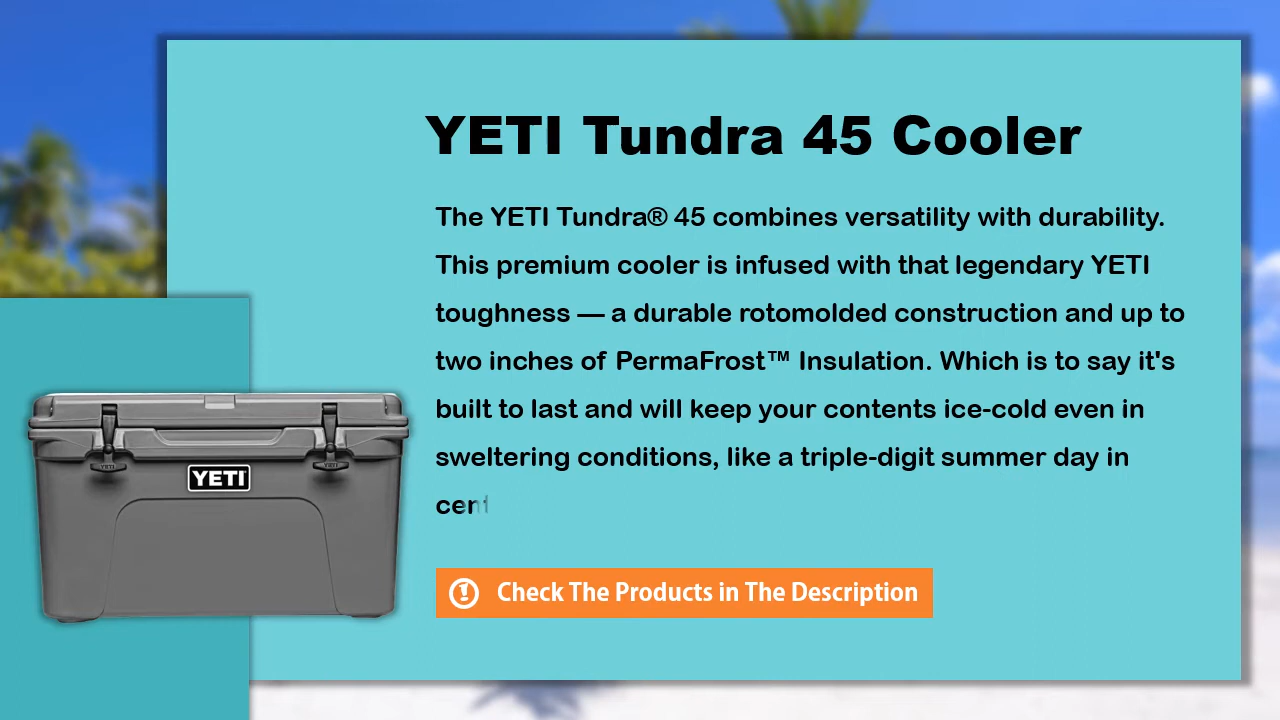 YETI Tundra 45 Cooler
The YETI Tundra® 45 combines versatility with durability.
This premium cooler is infused with that legendary YETI
toughness — a durable rotomolded construction and up to
two inches of PermaFrost™ Insulation. Which is to say it's
built to last and will keep your contents ice-cold even in
sweltering conditions, like a triple-digit summer day in
YETI
YETI
YETI
Check The Products in The Description